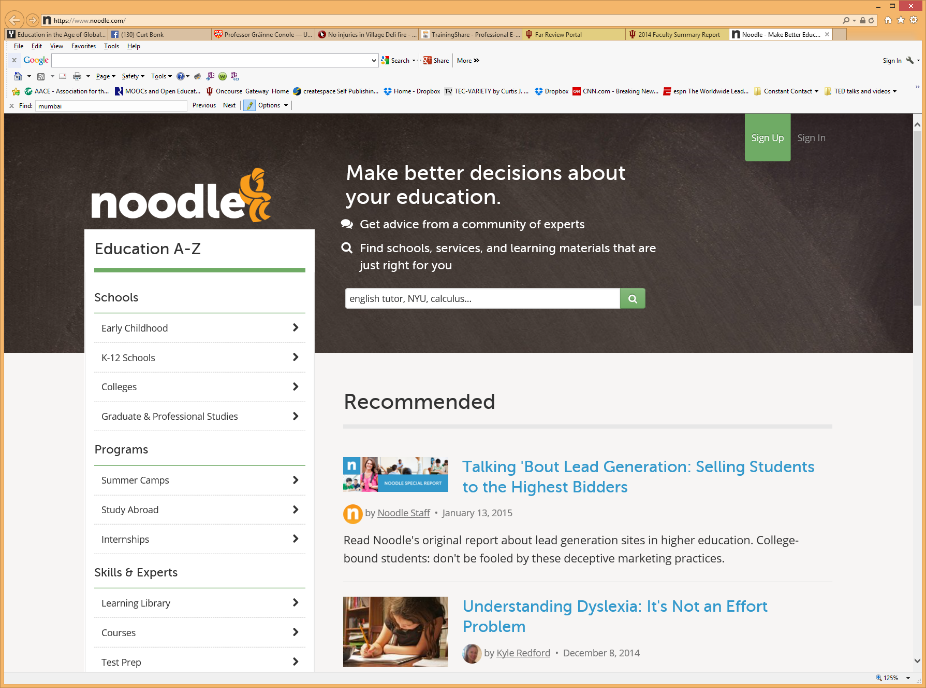 https://www.noodle.com/
Education in the Age of Global...
(130) Curt Bonk
Professor Gráinne Conole – U...
No injuries in Village Deli fire ...
TrainingShare - Professional E...
Far Review Portal
2014 Faculty Summary Report
Noodle - Make Better Educ...
File Edit View Favorites Tools Help
Google
Search
Share
More »
Sign In
Page
Safety
Tools
AACE - Association for th...
MOOCs and Open Educat...
Oncourse Gateway Home
createspace Self Publishin...
Home - Dropbox
TEC-VARIETY by Curtis J. ...
Dropbox
CNN.com - Breaking New...
espn The Worldwide Lead...
Constant Contact
TED talks and videos
Find: mumbai
Previous Next
Options
Sign Up
Sign In
noodle
Make better decisions about
your education.
Get advice from a community of experts
Find schools, services, and learning materials that are
just right for you
english tutor, NYU, calculus...
Education A-Z
Schools
Early Childhood
K-12 Schools
Colleges
Graduate & Professional Studies
Programs
Summer Camps
Study Abroad
Internships
Skills & Experts
Learning Library
Courses
Test Prep
Recommended
n
NOODLE SPECIAL REPORT
Talking 'Bout Lead Generation: Selling Students
to the Highest Bidders
n
by Noodle Staff • January 13, 2015
Read Noodle's original report about lead generation sites in higher education. College-
bound students: don't be fooled by these deceptive marketing practices.
Understanding Dyslexia: It's Not an Effort
Problem
by Kyle Redford • December 8, 2014
125%